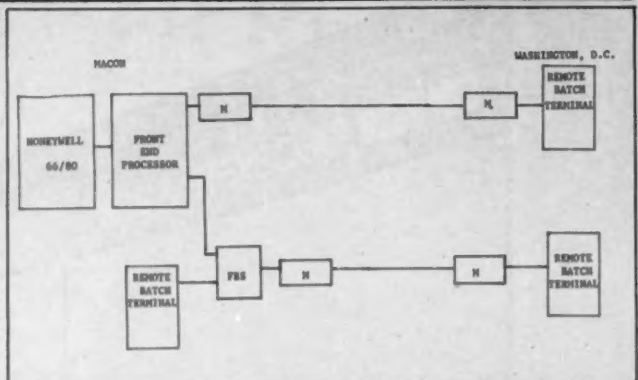 MACON
WASHINGTON, D.C.
HONEYWELL
66/80
FRONT
END
PROCESSOR
M
M
REMOTE
BATCH
TERMINAL
REMOTE
BATCH
TERMINAL
FBS
M
M
REMOTE
BATCH
TERMINAL